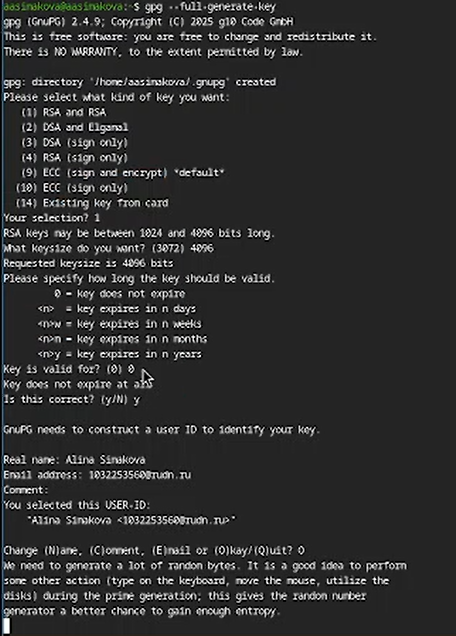 aasimakova@aasimakova:~$ gpg --full-generate-key
gpg (GnuPG) 2.4.9; Copyright (C) 2025 g10 Code GmbH
This is free software: you are free to change and redistribute it.
There is NO WARRANTY, to the extent permitted by law.

gpg: directory '/home/aasimakova/.gnupg' created
Please select what kind of key you want:
   (1) RSA and RSA
   (2) DSA and Elgamal
   (3) DSA (sign only)
   (4) RSA (sign only)
   (9) ECC (sign and encrypt) *default*
  (10) ECC (sign only)
  (14) Existing key from card
Your selection? 1
RSA keys may be between 1024 and 4096 bits long.
What keysize do you want? (3072) 4096
Requested keysize is 4096 bits
Please specify how long the key should be valid.
         0 = key does not expire
      <n>  = key expires in n days
      <n>w = key expires in n weeks
      <n>m = key expires in n months
      <n>y = key expires in n years
Key is valid for? (0) 0
Key does not expire at all
Is this correct? (y/N) y

GnuPG needs to construct a user ID to identify your key.

Real name: Alina Simakova
Email address: 1032253560@rudn.ru
Comment:
You selected this USER-ID:
    "Alina Simakova <1032253560@rudn.ru>"

Change (N)ame, (C)omment, (E)mail or (O)kay/(Q)uit? O
We need to generate a lot of random bytes. It is a good idea to perform
some other action (type on the keyboard, move the mouse, utilize the
disks) during the prime generation; this gives the random number
generator a better chance to gain enough entropy.